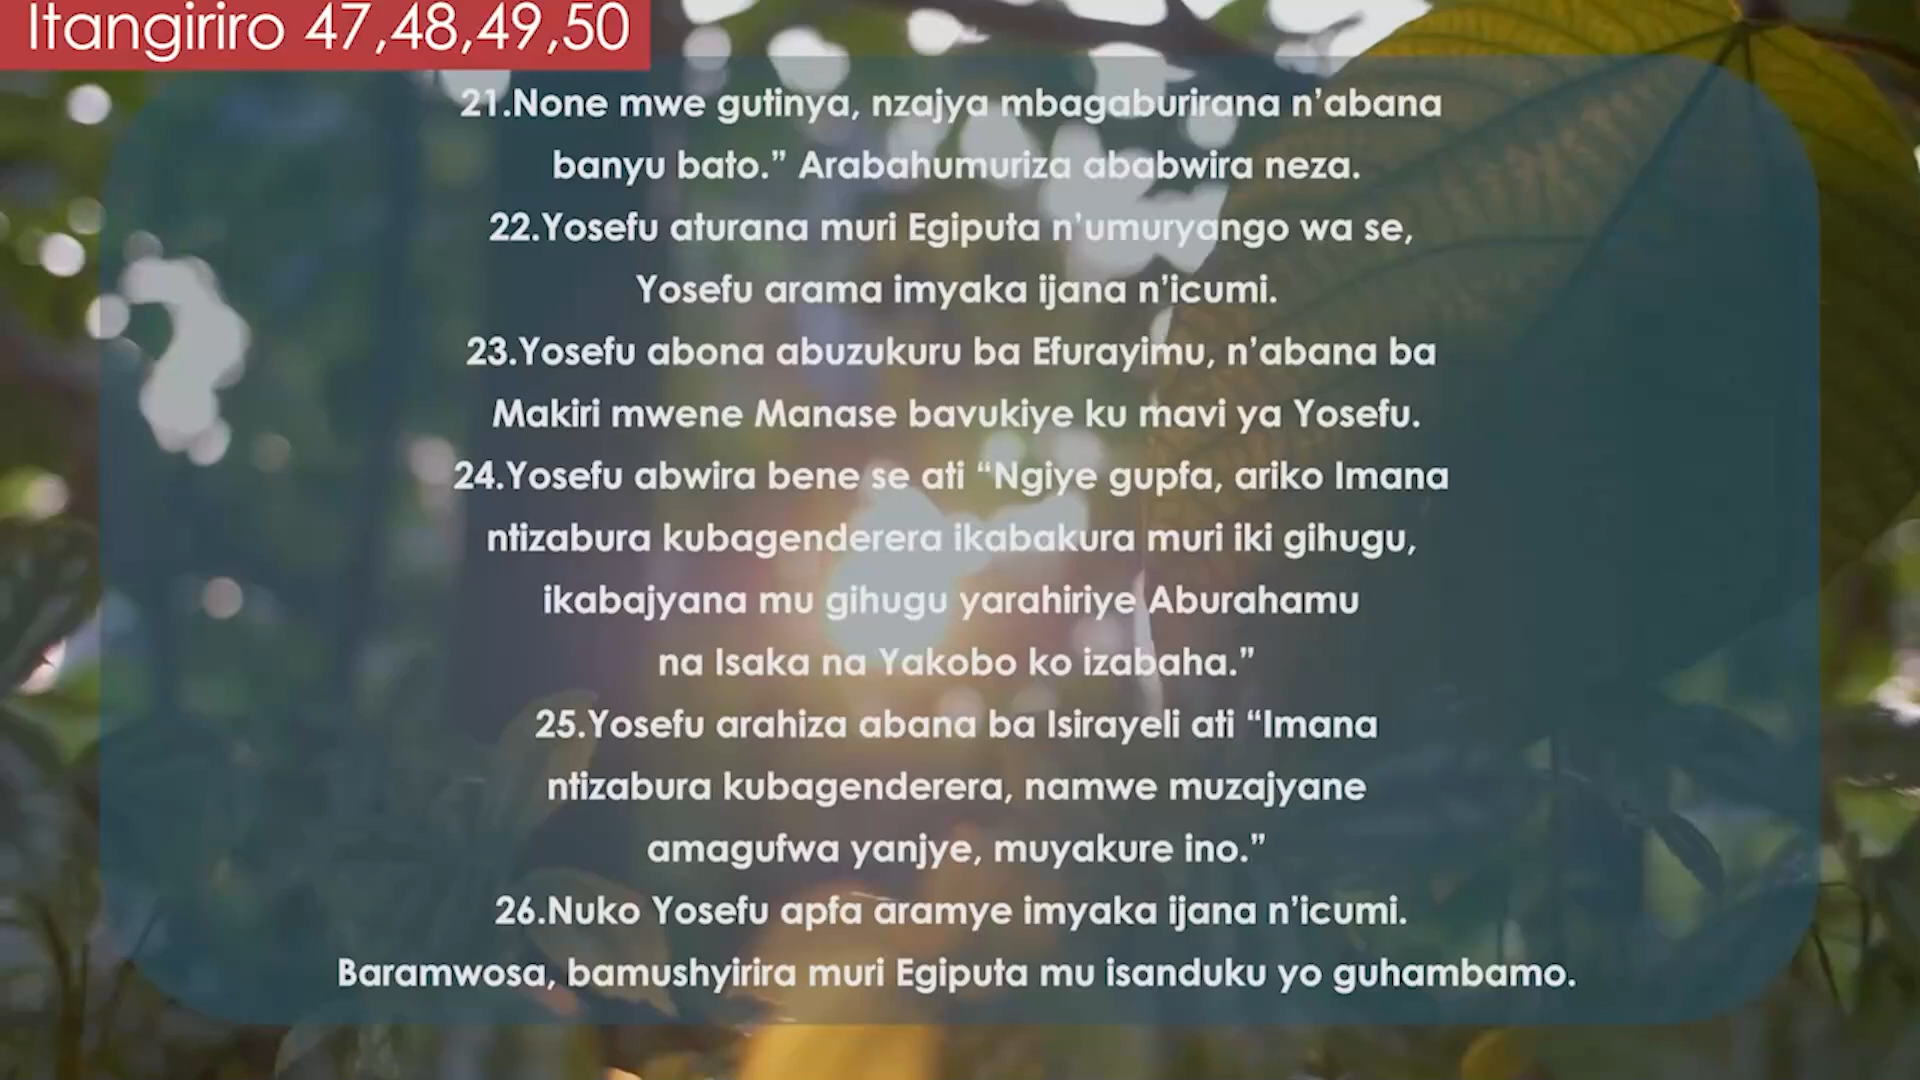 Itangiriro 47,48,49,50
21.None mwe gutinya, nzajya mbagaburirana n’abana
banyu bato.” Arabahumuriza ababwira neza.
22.Yosefu aturana muri Egiputa n’umuryango wa se,
Yosefu arama imyaka ijana n’icumi.
23.Yosefu abona abuzukuru ba Efurayimu, n’abana ba
Makiri mwene Manase bavukiye ku mavi ya Yosefu.
24.Yosefu abwira bene se ati “Ngiye gupfa, ariko Imana
ntizabura kubagenderera ikabakura muri iki gihugu,
ikabajyana mu gihugu yarahiriye Aburahamu
na Isaka na Yakobo ko izabaha.”
25.Yosefu arahiza abana ba Isirayeli ati “Imana
ntizabura kubagenderera, namwe muzajyane
amagufwa yanjye, muyakure ino.”
26.Nuko Yosefu apfa aramye imyaka ijana n’icumi.
Baramwosa, bamushyirira muri Egiputa mu isanduku yo guhambamo.